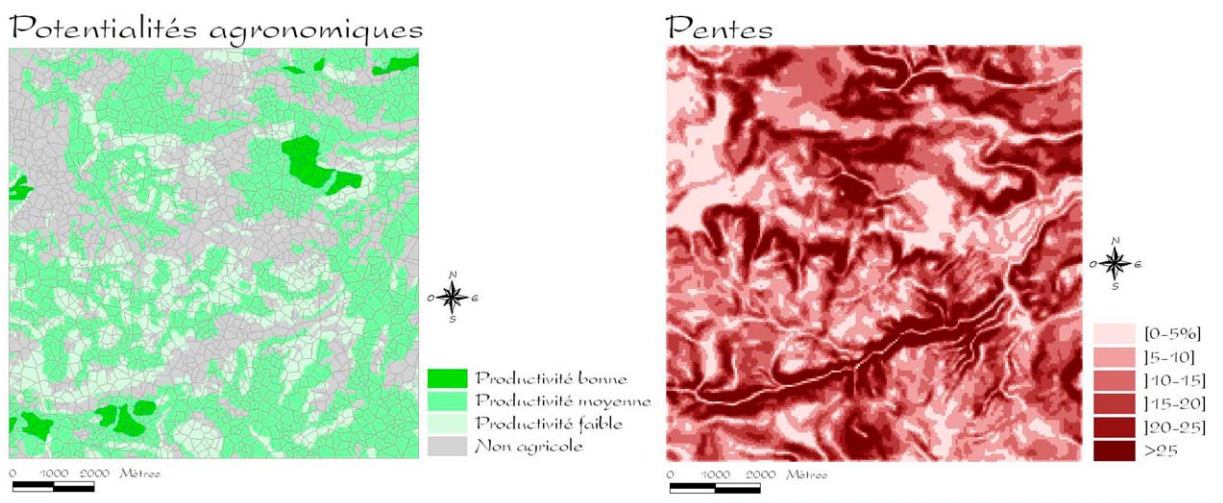 Potentialités agronomiques
N
O E
S
Productivité bonne
Productivité moyenne
Productivité faible
Non agricole
0 1000 2000 Mètres
Pentes
N
O E
S
[0-5%]
]5-10]
]10-15]
]15-20]
]20-25]
>25
0 1000 2000 Mètres